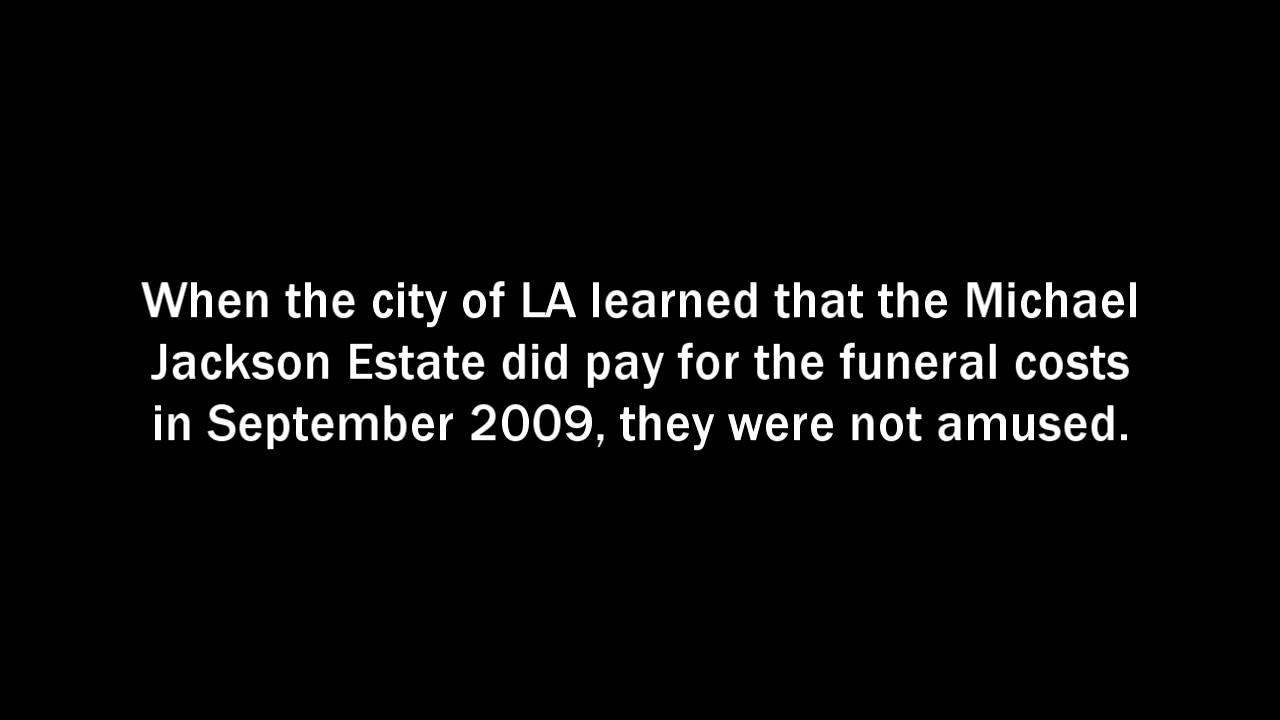 When the city of LA learned that the Michael
Jackson Estate did pay for the funeral costs
in September 2009, they were not amused.